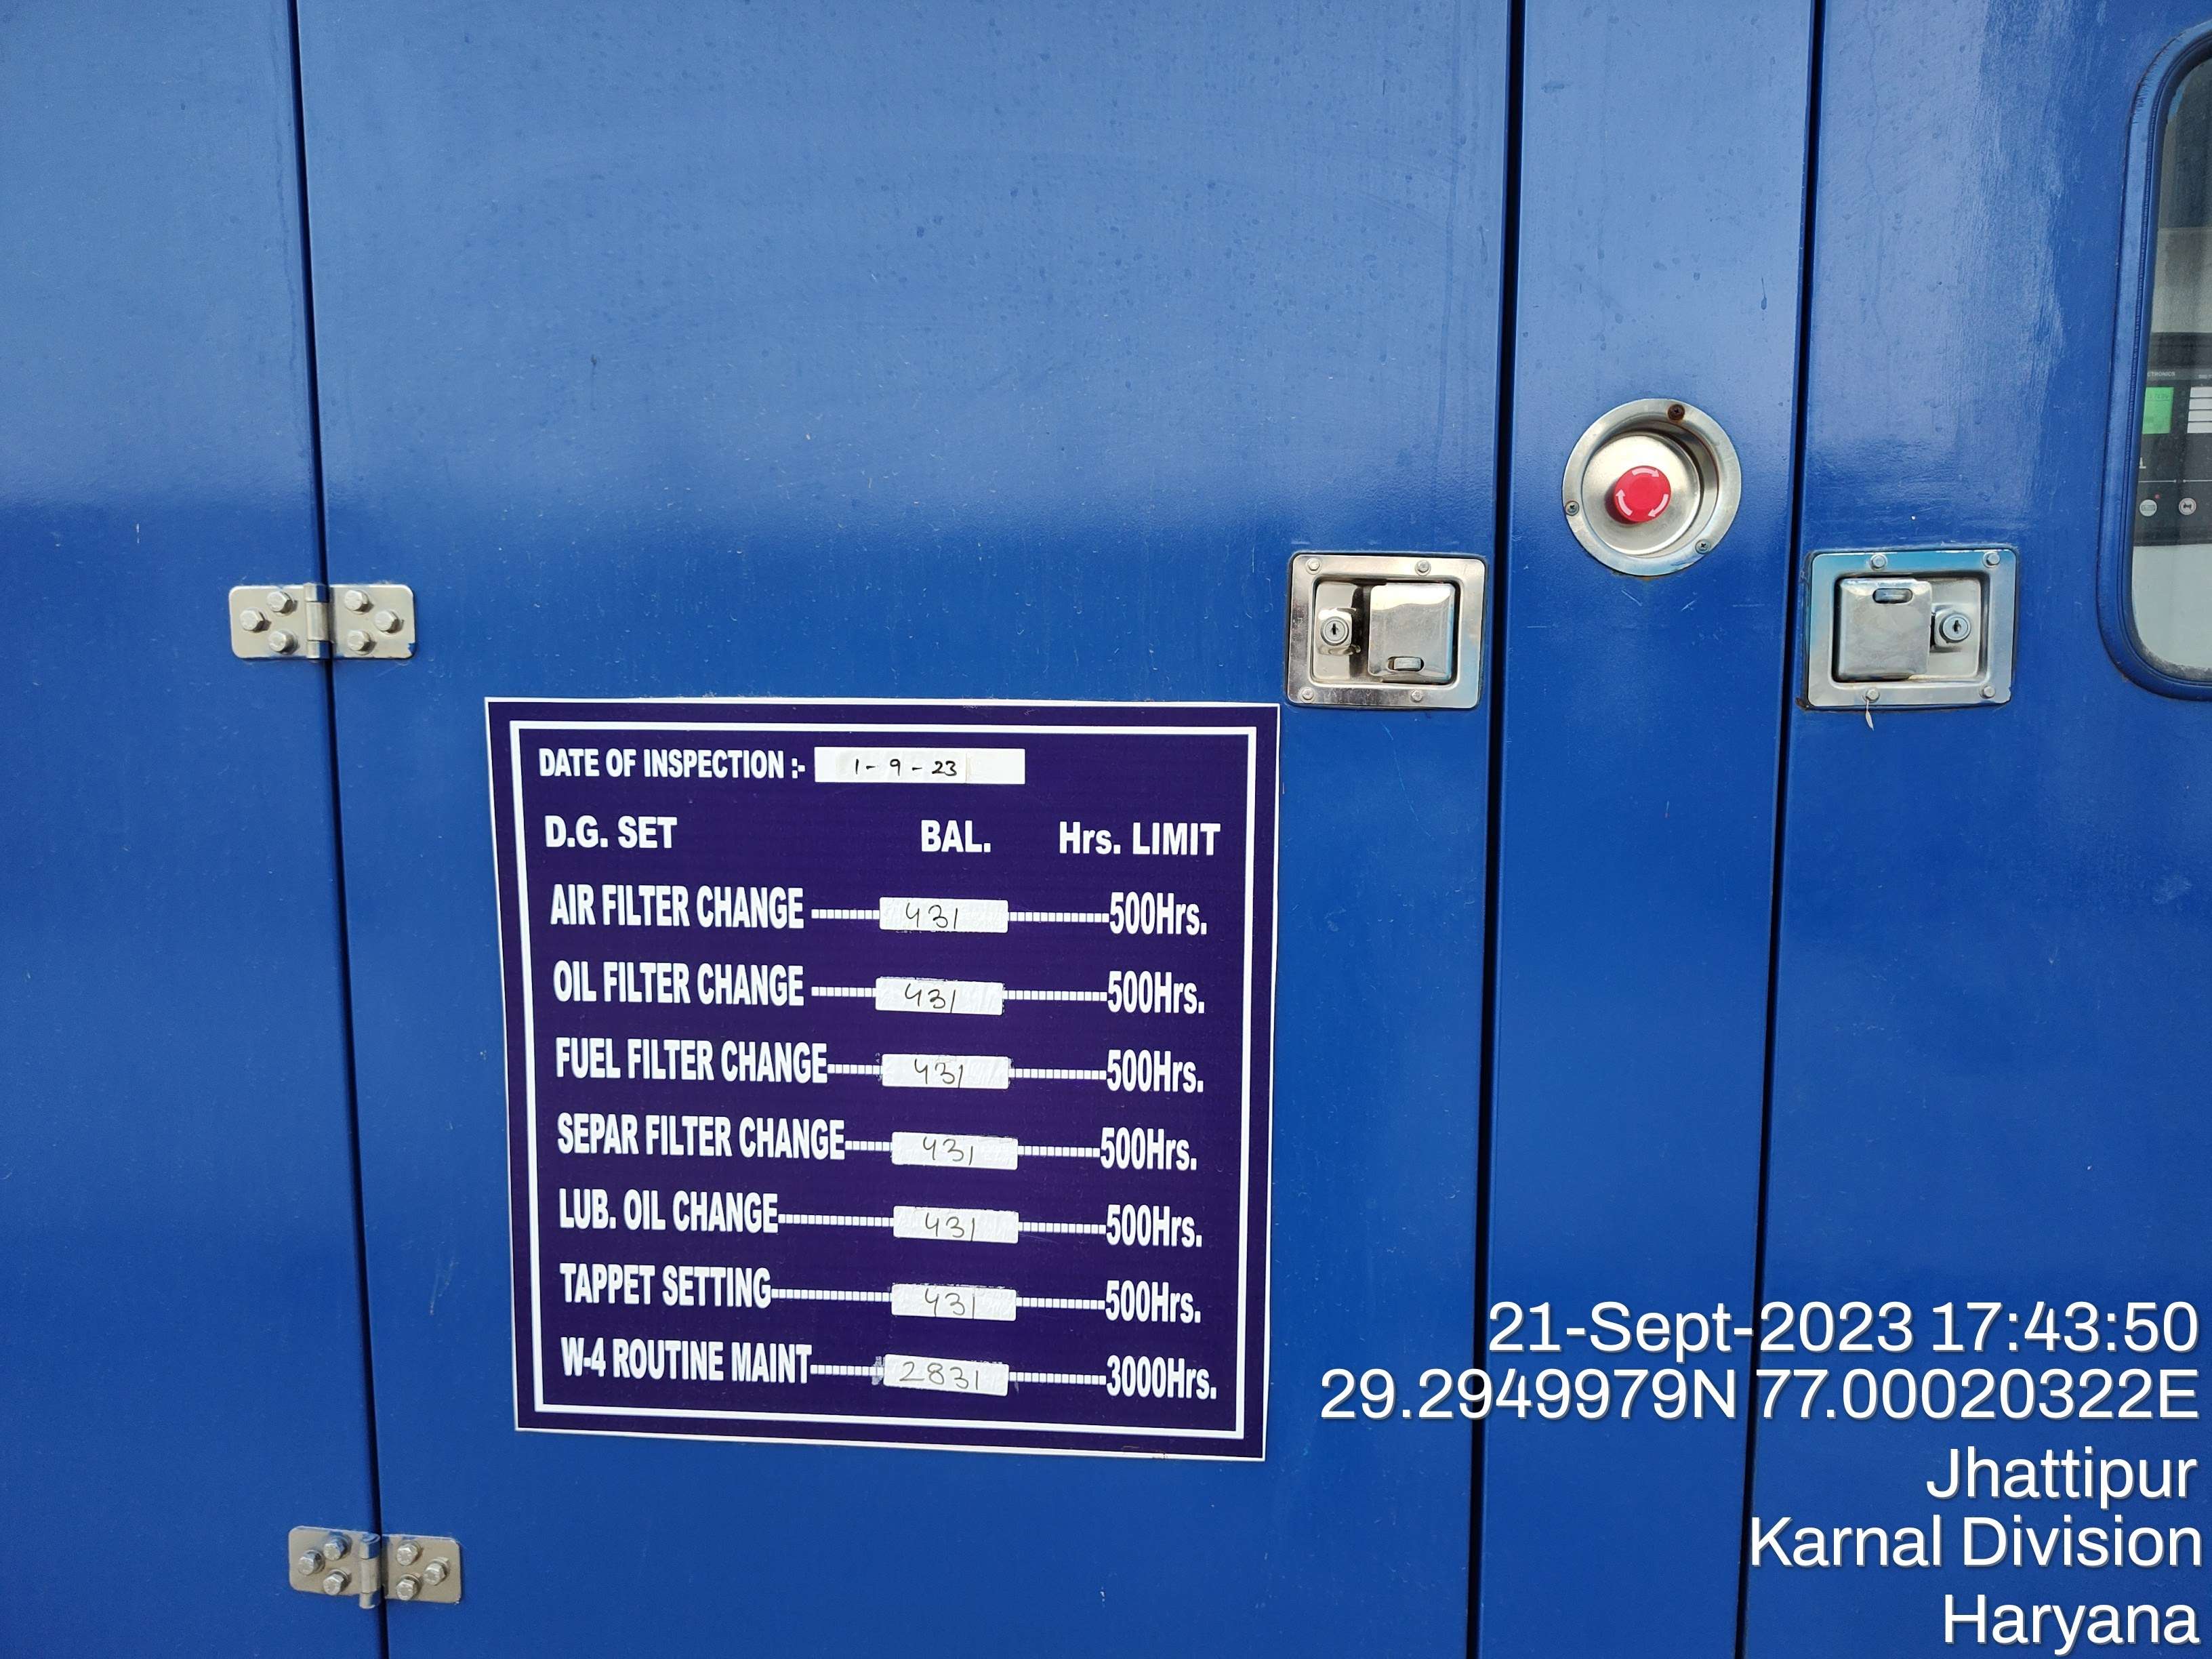 DATE OF INSPECTION :- 1-9-23
D.G. SET BAL. Hrs. LIMIT
AIR FILTER CHANGE 431 500Hrs.
OIL FILTER CHANGE 431 500Hrs.
FUEL FILTER CHANGE 431 500Hrs.
SEPAR FILTER CHANGE 431 500Hrs.
LUB. OIL CHANGE 431 500Hrs.
TAPPET SETTING 431 500Hrs.
W-4 ROUTINE MAINT 2831 3000Hrs.
21-Sept-2023 17:43:50
29.2949979N 77.00020322E
Jhattipur
Karnal Division
Haryana